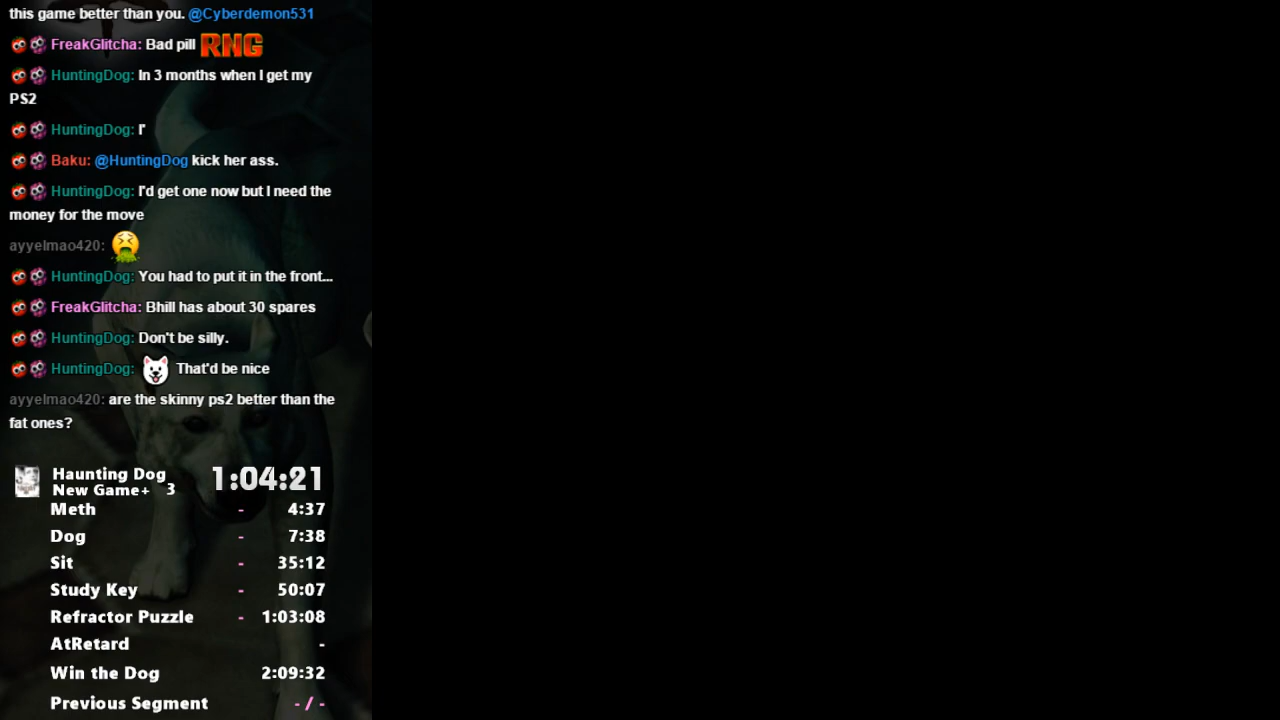 this game better than you. @Cyberdemon531
FreakGlitcha: Bad pill RNG
HuntingDog: In 3 months when I get my
PS2
HuntingDog: I'
Baku: @HuntingDog kick her ass.
HuntingDog: I'd get one now but I need the
money for the move
ayyelmao420:
HuntingDog: You had to put it in the front...
FreakGlitcha: Bhill has about 30 spares
HuntingDog: Don't be silly.
HuntingDog: That'd be nice
ayyelmao420: are the skinny ps2 better than the
fat ones?
Haunting Dog 1:04:21
New Game+ 3
Meth - 4:37
Dog - 7:38
Sit - 35:12
Study Key - 50:07
Refractor Puzzle - 1:03:08
AtRetard -
Win the Dog 2:09:32
Previous Segment - / -